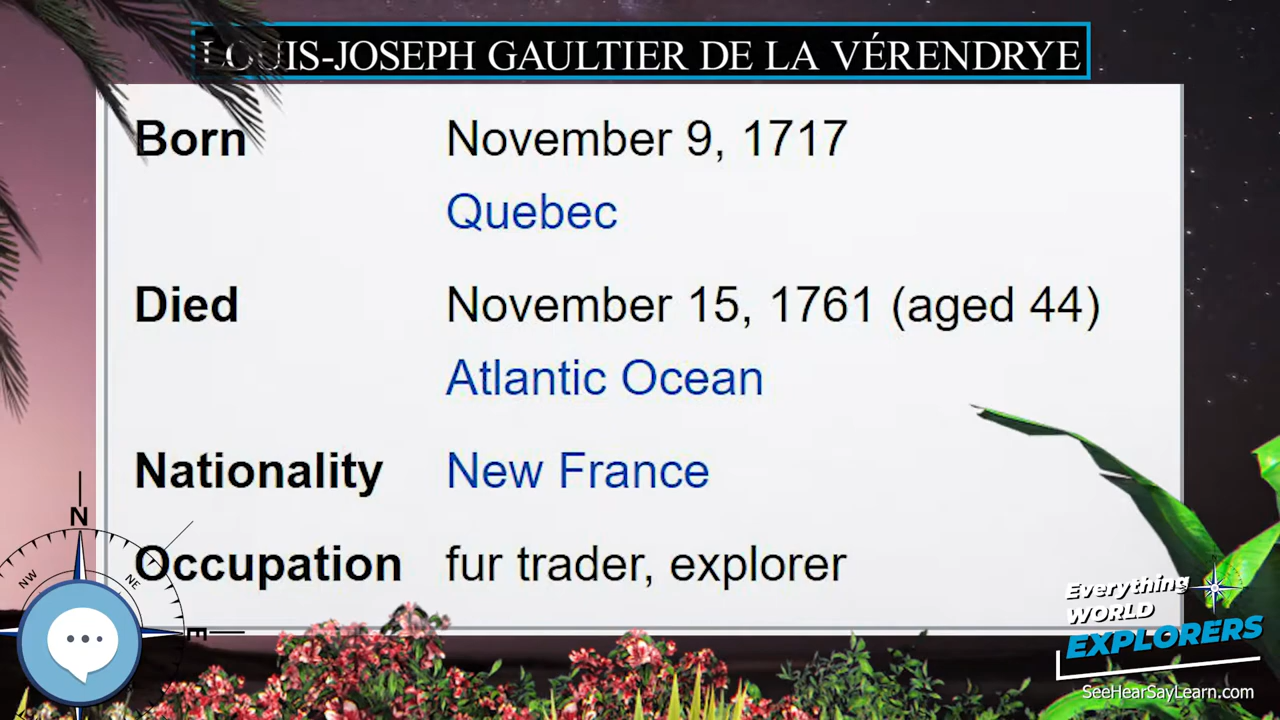 LOUIS-JOSEPH GAULTIER DE LA VÉRENDRYE
Born November 9, 1717
Quebec
Died November 15, 1761 (aged 44)
Atlantic Ocean
Nationality New France
Occupation fur trader, explorer
N
NW NE
E
Everything
WORLD
EXPLORERS
SeeHearSayLearn.com